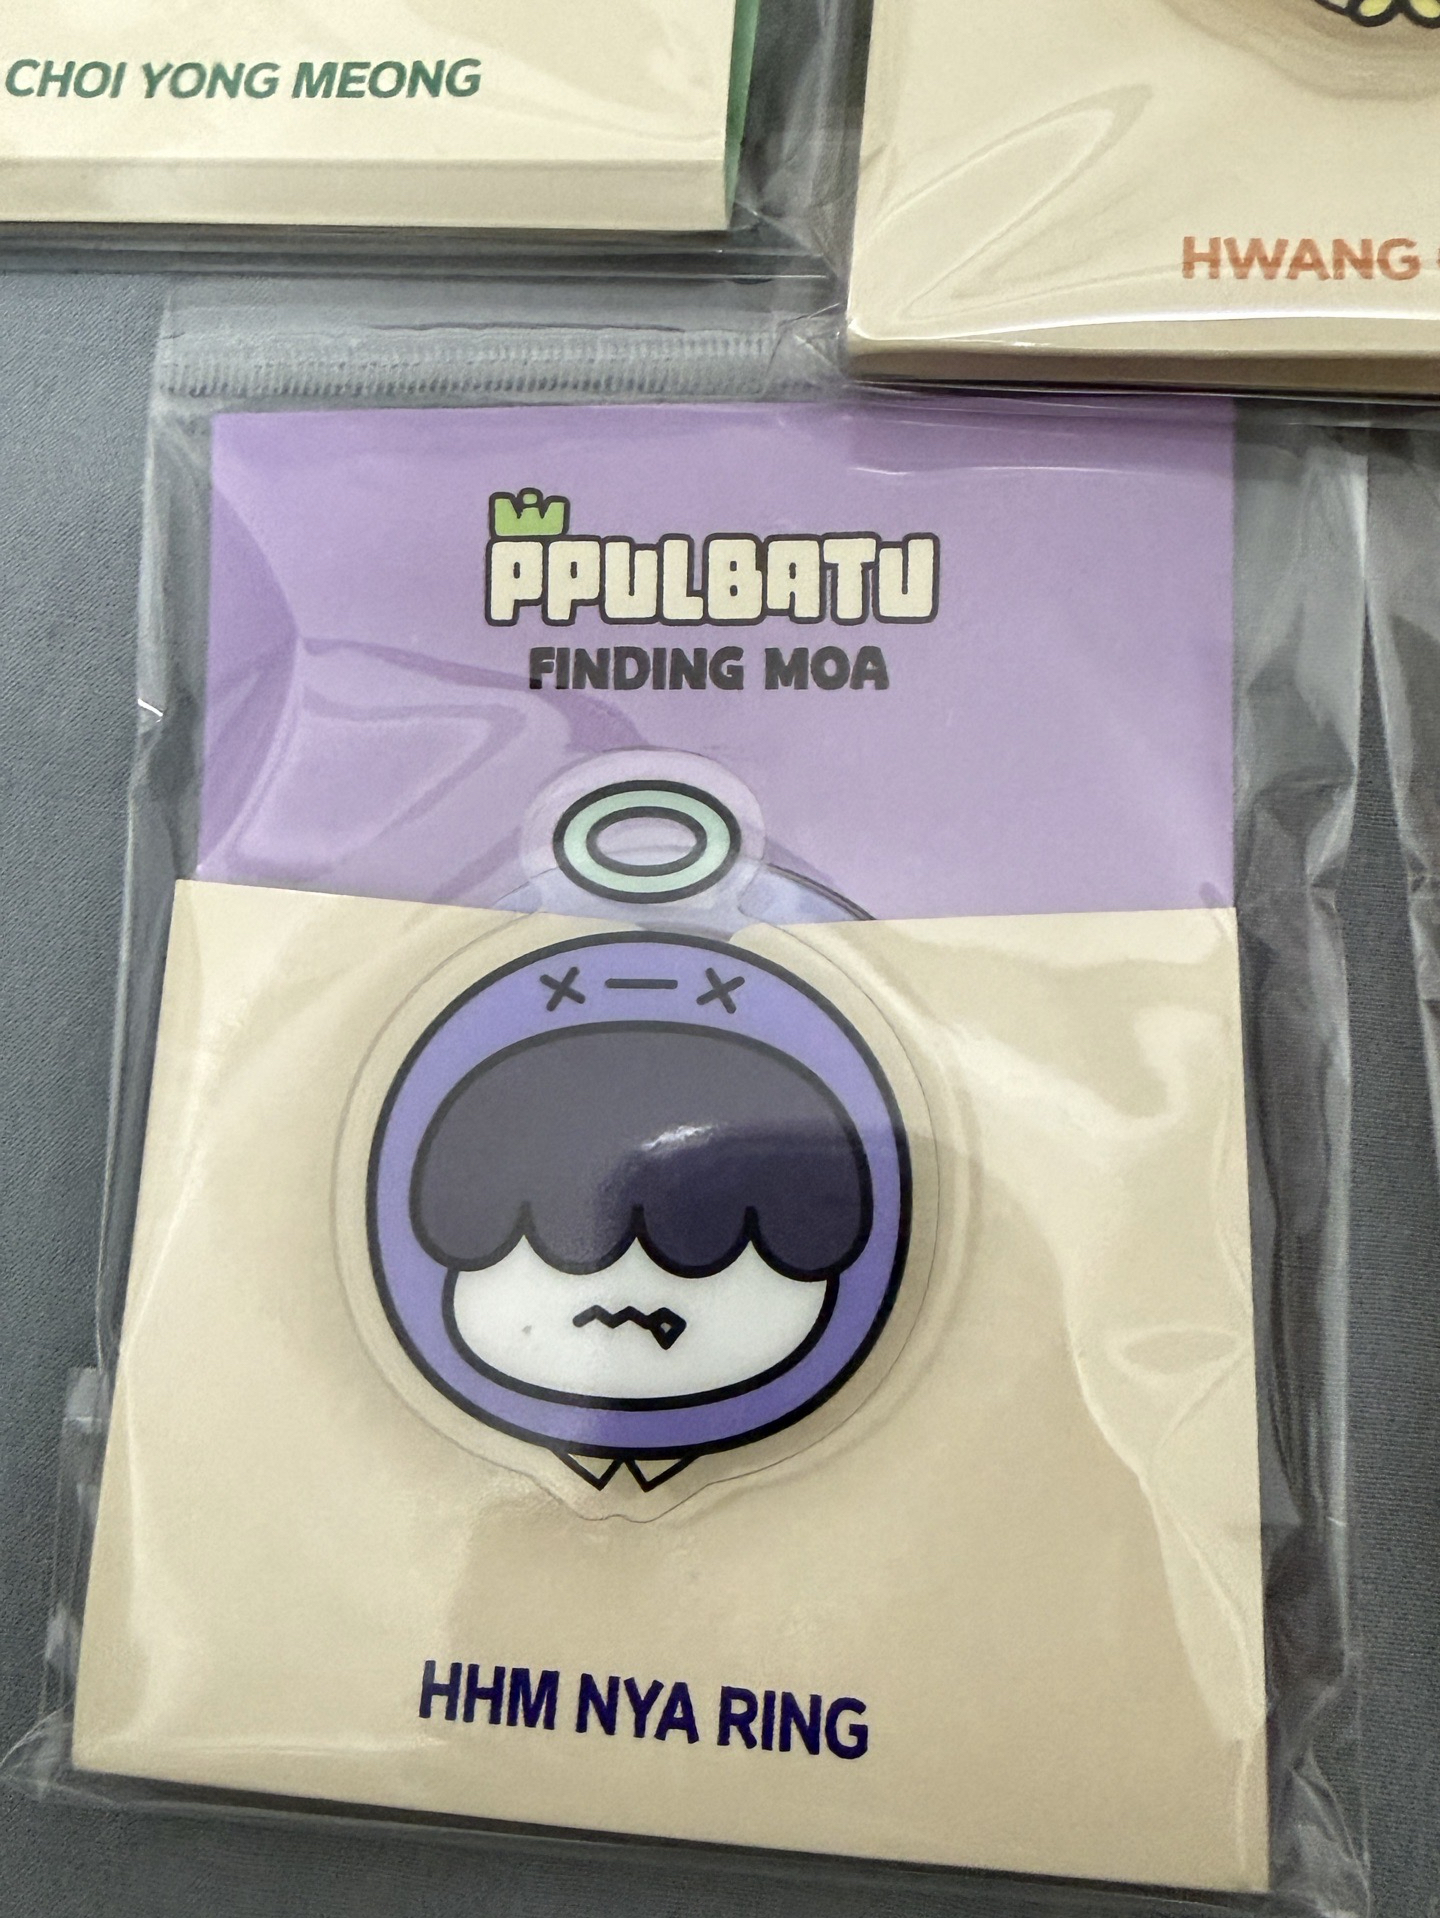 CHOI YONG MEONG
HWANG
PPULBATU
FINDING MOA
HHM NYA RING